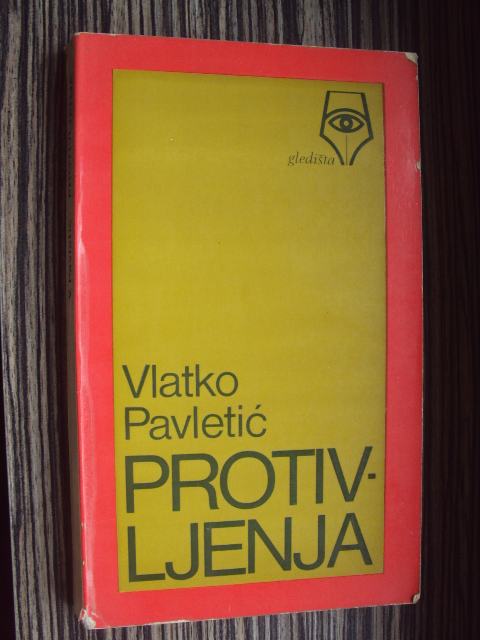 gledišta
Vlatko
Pavletić
PROTIV-
LJENJA